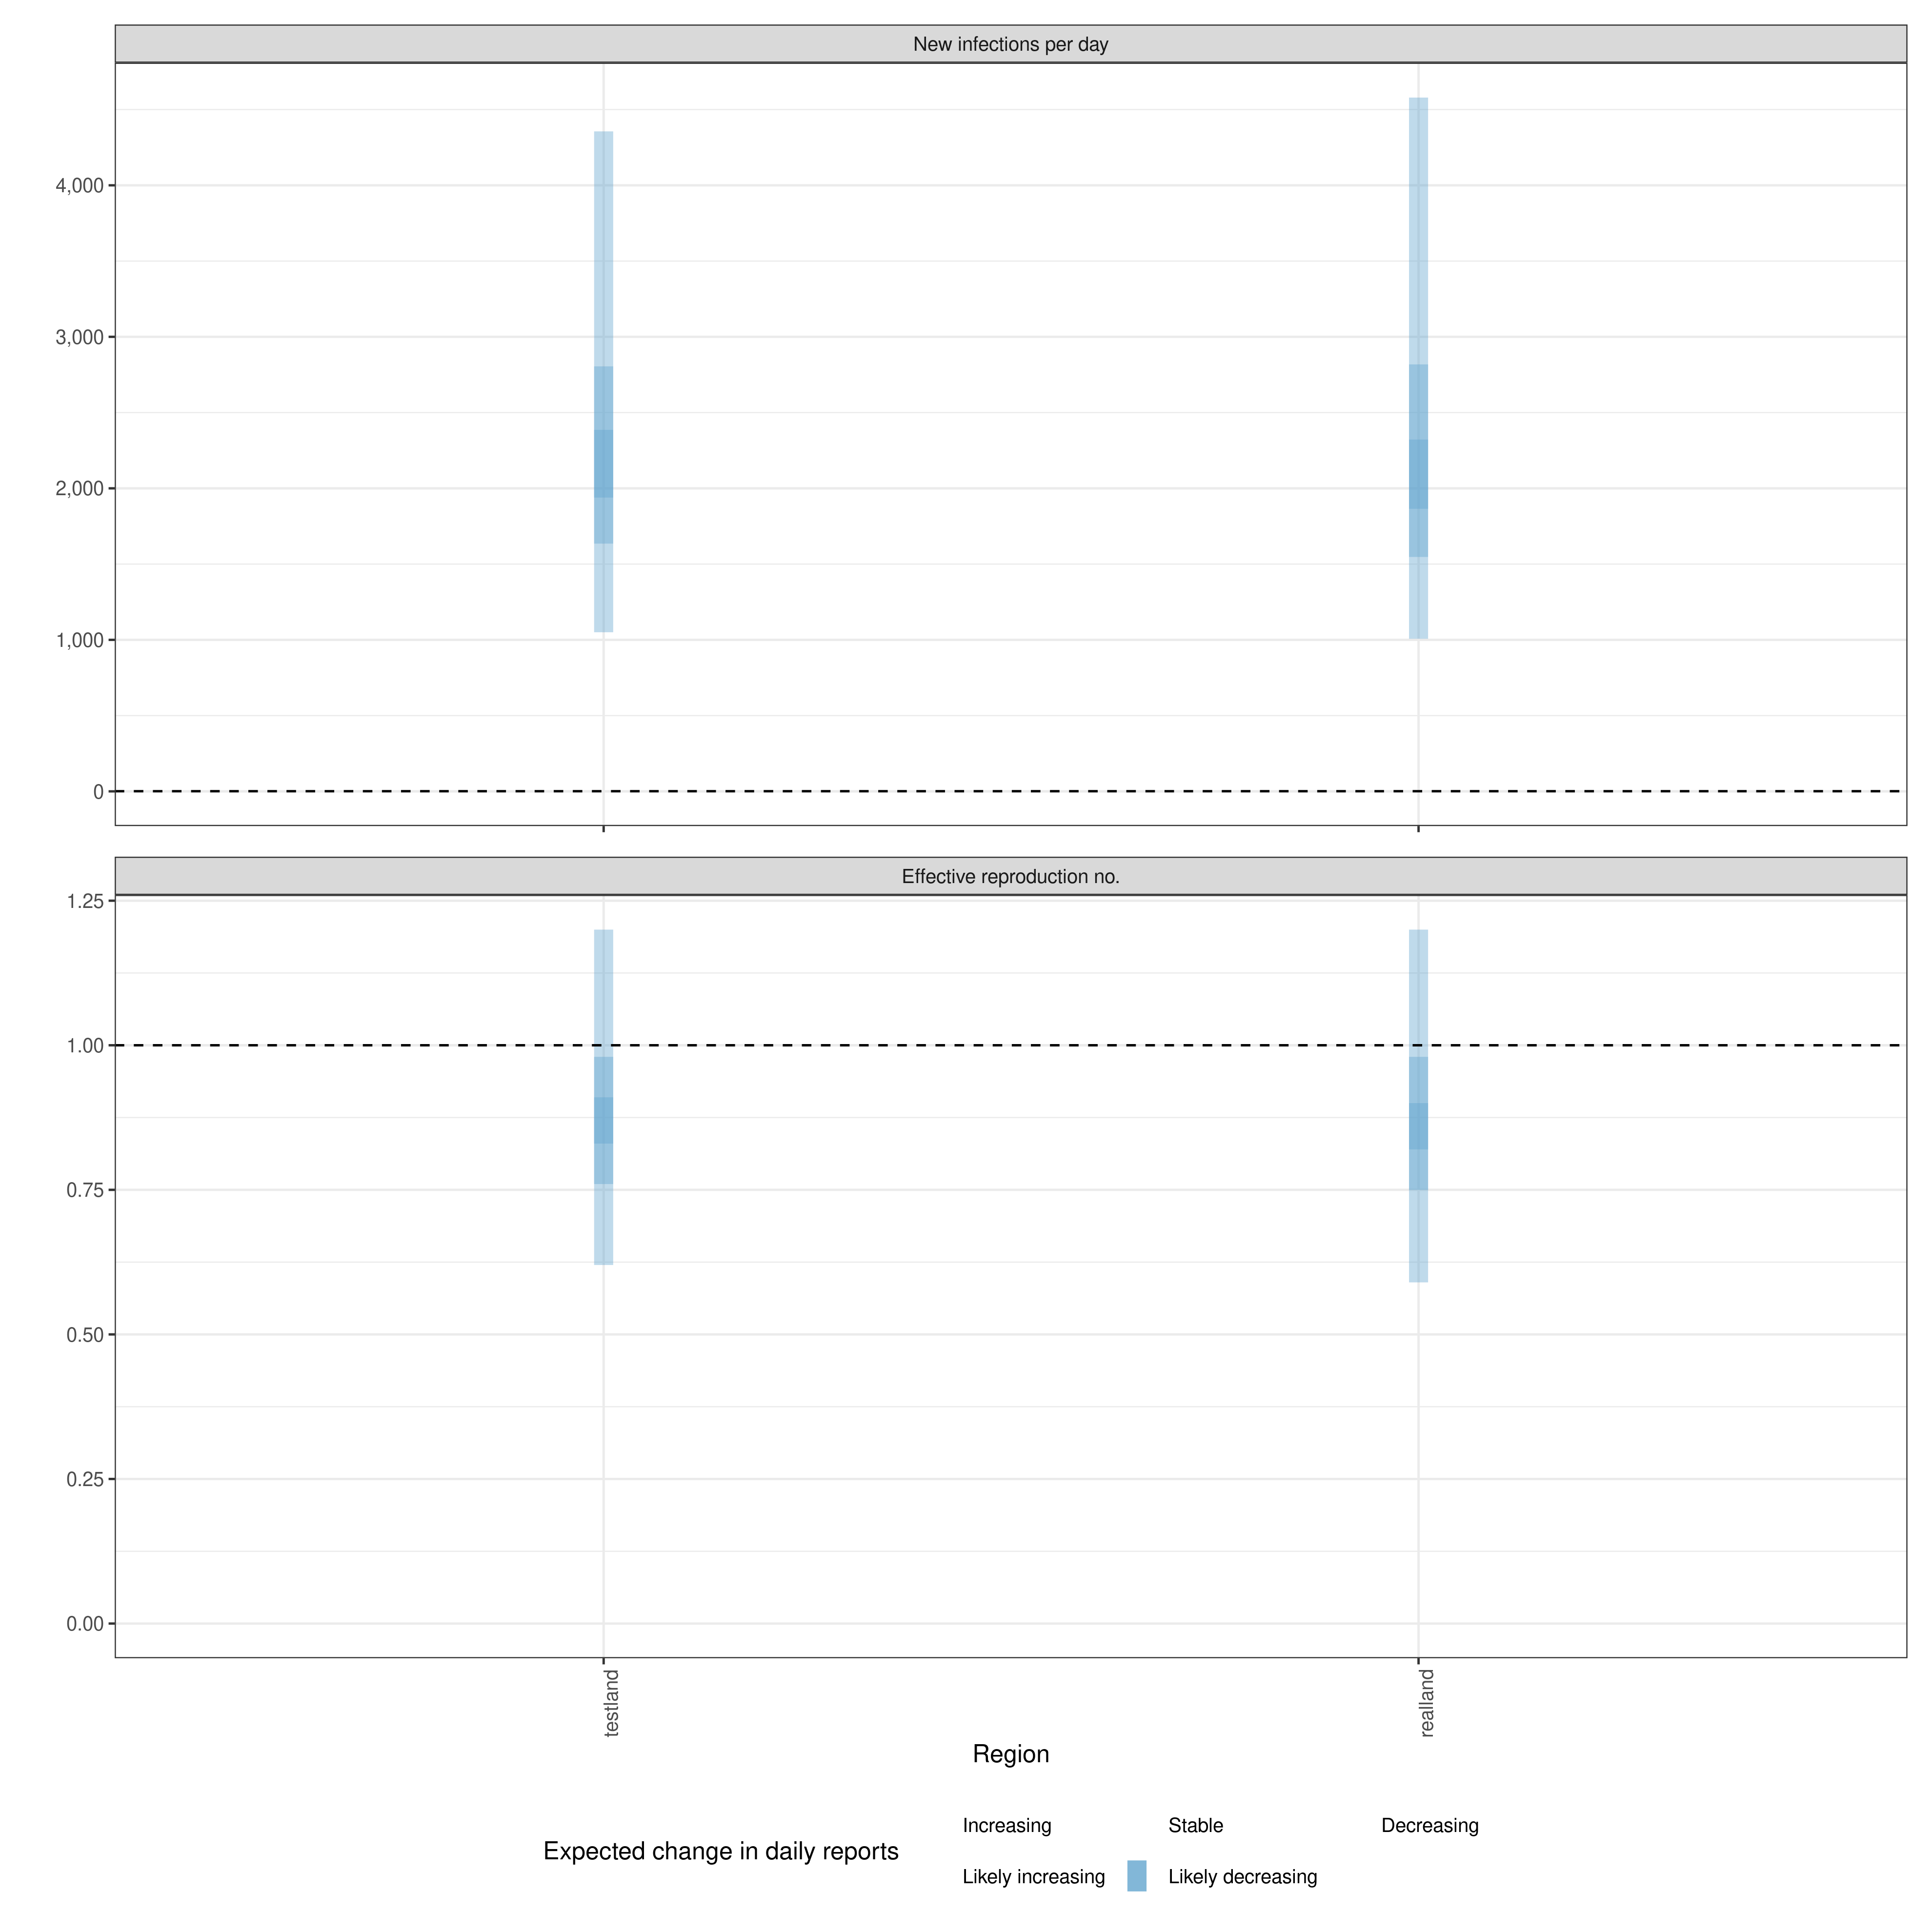 New infections per day
4,000
3,000
2,000
1,000
0
Effective reproduction no.
1.25
1.00
0.75
0.50
0.25
0.00
testland
realland
Region
Expected change in daily reports
Increasing
Stable
Decreasing
Likely increasing
Likely decreasing